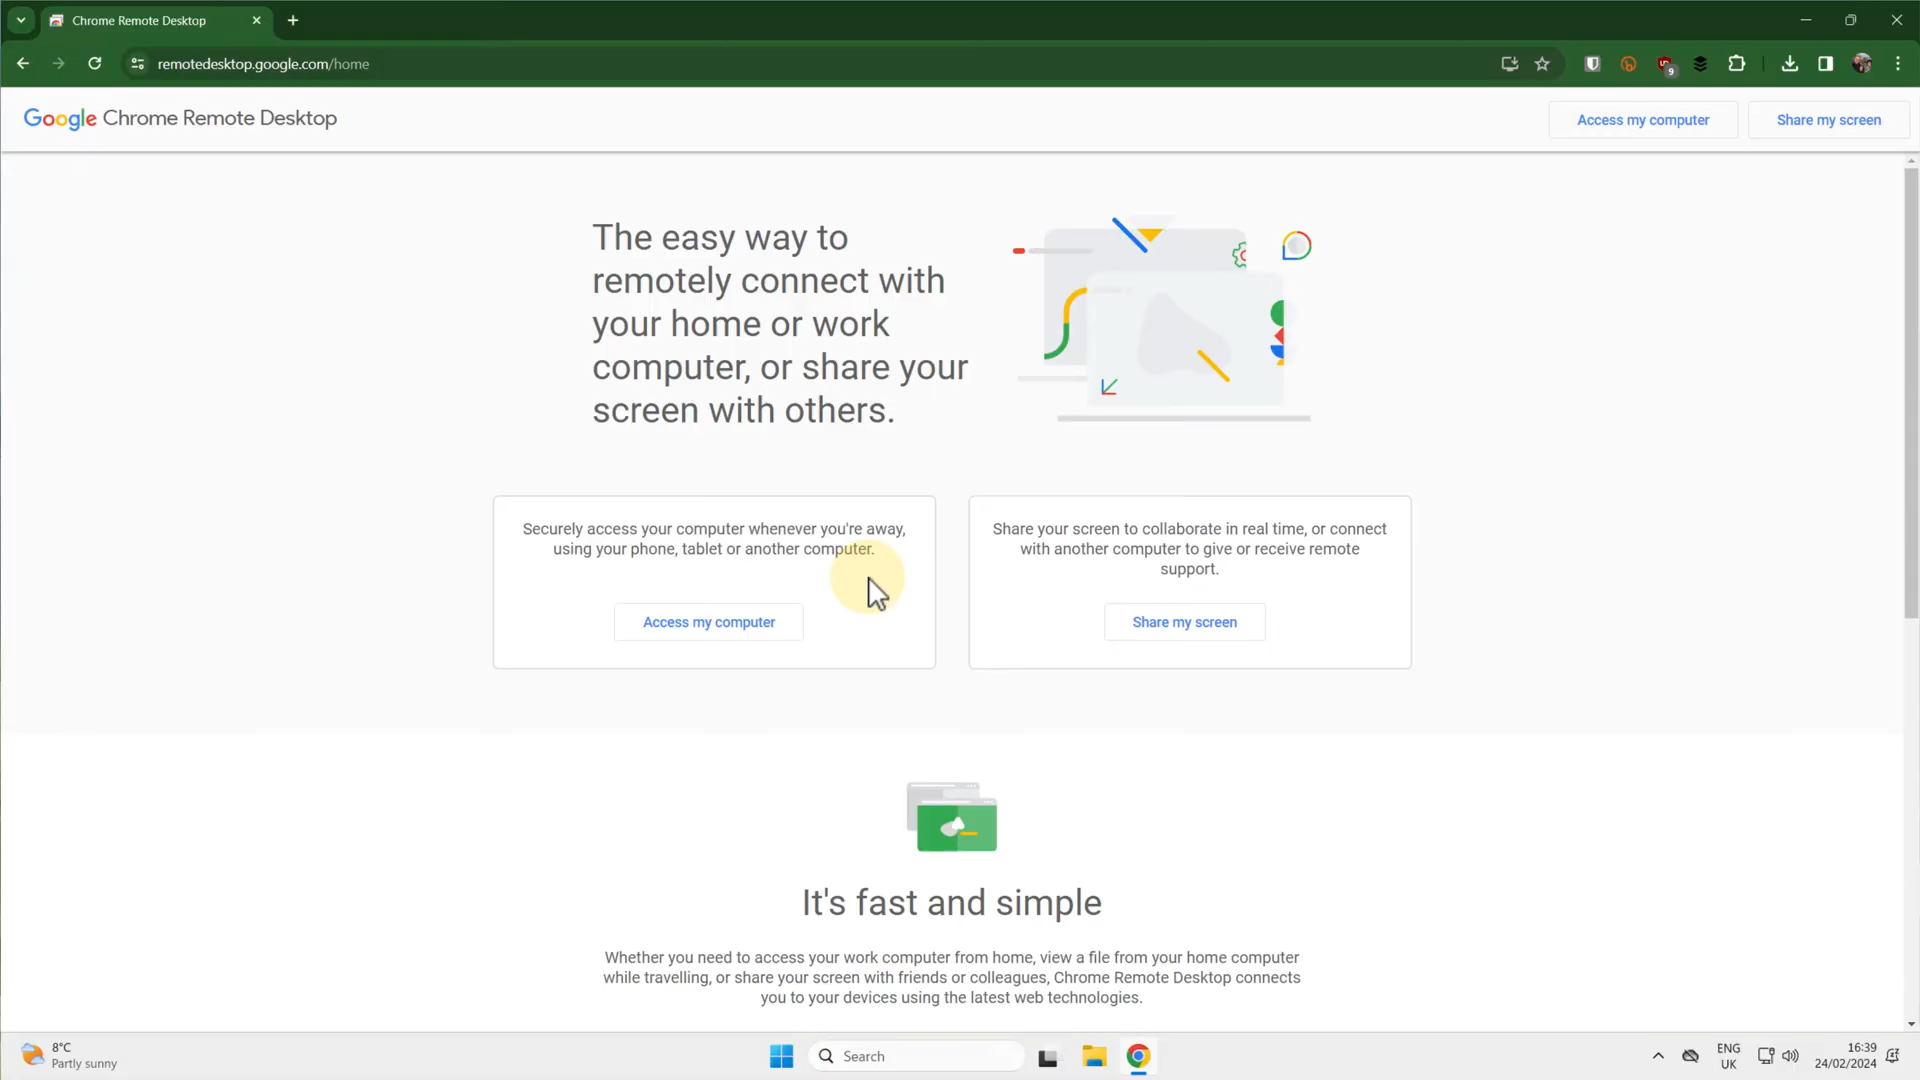 Chrome Remote Desktop
remotedesktop.google.com/home
9
Google Chrome Remote Desktop
Access my computer
Share my screen
The easy way to
remotely connect with
your home or work
computer, or share your
screen with others.
Securely access your computer whenever you're away,
using your phone, tablet or another computer.
Access my computer
Share your screen to collaborate in real time, or connect
with another computer to give or receive remote
support.
Share my screen
It's fast and simple
Whether you need to access your work computer from home, view a file from your home computer
while travelling, or share your screen with friends or colleagues, Chrome Remote Desktop connects
you to your devices using the latest web technologies.
8°C
Partly sunny
Search
ENG
UK
16:39
24/02/2024